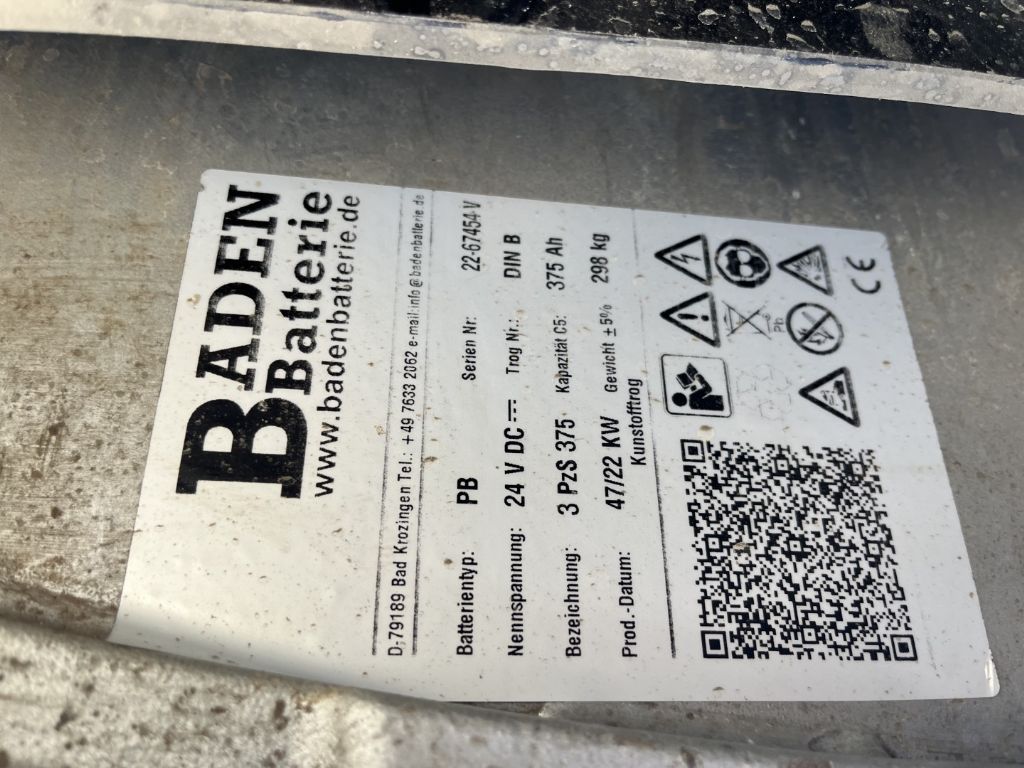 BADEN
Batterie
www.badenbatterie.de
D-79189 Bad Krozingen Tel.: +49 7633 2062 e-mail:info@badenbatterie.de
Batterientyp: PB Serien Nr: 22-67454-V
Nennspannung: 24 V DC Trog Nr.: DIN B
Bezeichnung: 3 PzS 375 Kapazität C5: 375 Ah
Prod.-Datum: 47/22 KW Gewicht ± 5% 298 kg
Kunstofftrog
Pb
CE